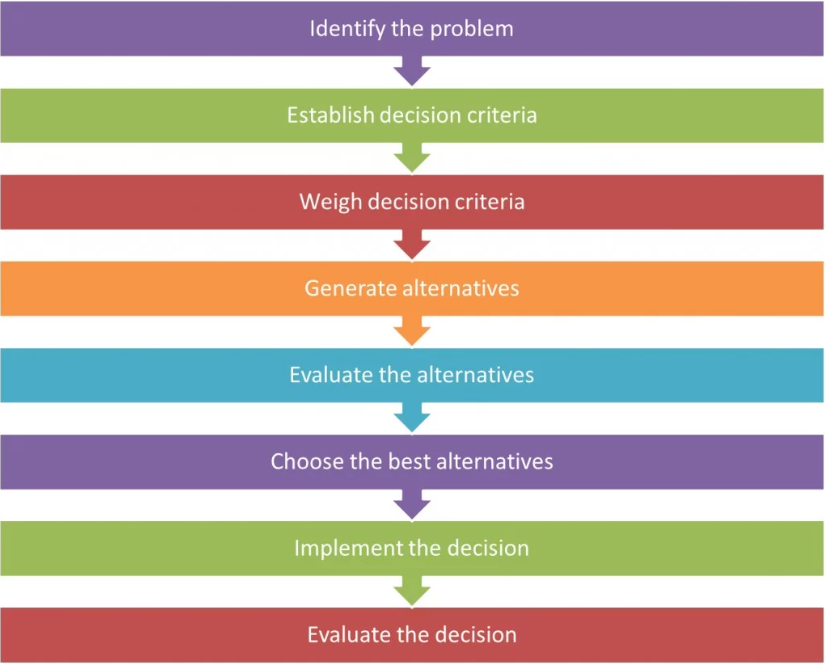 Identify the problem
Establish decision criteria
Weigh decision criteria
Generate alternatives
Evaluate the alternatives
Choose the best alternatives
Implement the decision
Evaluate the decision